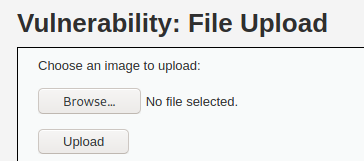 Vulnerability: File Upload
Choose an image to upload:
Browse... No file selected.
Upload